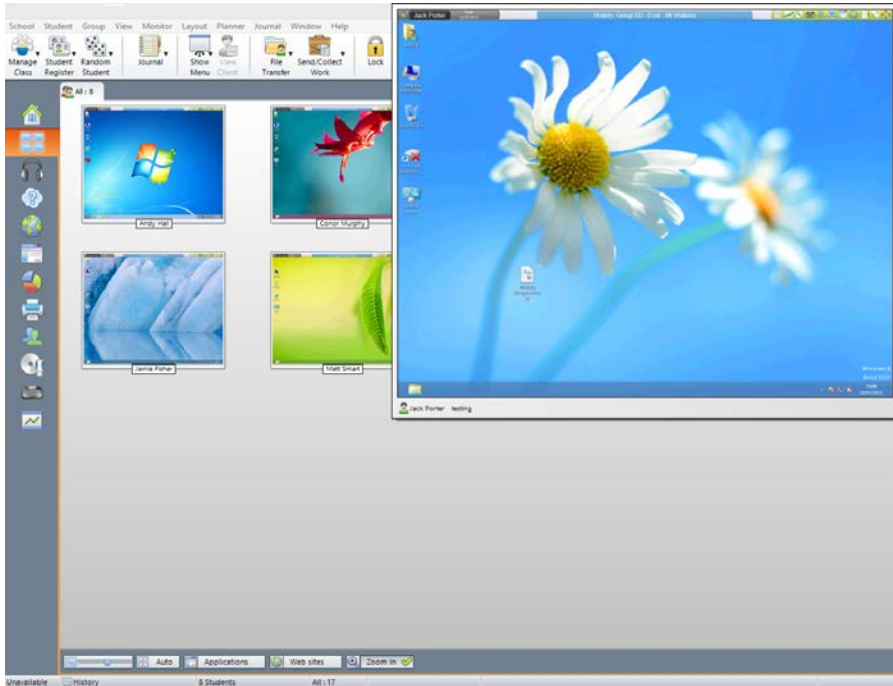 School Student Group View Monitor Layout Planner Journal Window Help
Manage Class
Student Register
Random Student
Journal
Show Menu
View Client
File Transfer
Send/Collect Work
Lock
All : 8
Andy Hall
Conor Murphy
Jamie Fisher
Matt Smart
Jack Porter
Jack Porter testing
Auto
Applications
Web sites
Zoom In
Unavailable History 8 Students All : 17